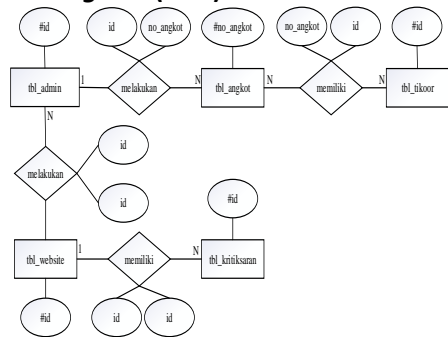 #id
id
no_angkot
#no_angkot
no_angkot
id
#id
tbl_admin
1
melakukan
N
tbl_angkot
N
memiliki
N
tbl_tikoor
N
id
melakukan
id
#id
tbl_website
1
memiliki
N
tbl_kritiksaran
#id
id
id